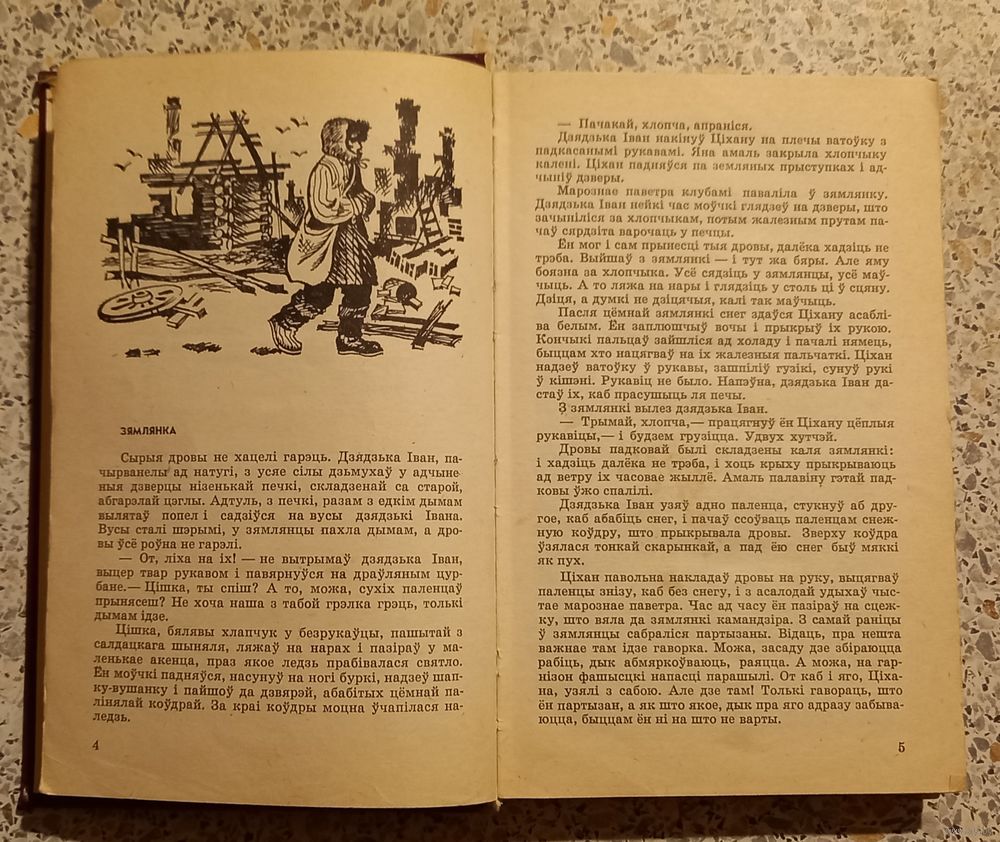 ЗЯМЛЯНКА
Сырыя дровы не хацелі гарэць. Дзядзька Іван, па-
чырванелы ад натугі, з усяе сілы дзьмухаў у адчыне-
ныя дзверцы нізенькай печкі, складзенай са старой,
абгарэлай цэглы. Адтуль, з печкі, разам з едкім дымам
вылятаў попел і садзіўся на вусы дзядзькі Івана.
Вусы сталі шэрымі, у зямлянцы пахла дымам, а дро-
вы ўсё роўна не гарэлі.
— От, ліха на іх! — не вытрымаў дзядзька Іван,
выцер твар рукавом і павярнуўся на драўляным цур-
бане.— Цішка, ты спіш? А то, можа, сухіх паленцаў
прынясеш? Не хоча наша з табой грэлка грэць, толькі
дымам ідзе.
Цішка, бялявы хлапчук у безрукаўцы, пашытай з
салдацкага шыняля, ляжаў на нарах і пазіраў у ма-
ленькае акенца, праз якое ледзь прабівалася святло.
Ён моўчкі падняўся, насунуў на ногі буркі, надзеў шап-
ку-вушанку і пайшоў да дзвярэй, абабітых цёмнай па-
лінялай коўдрай. За краі коўдры моцна ўчапілася на-
ледзь.
4
— Пачакай, хлопча, апраніся.
Дзядзька Іван накінуў Ціхану на плечы ватоўку з
падкасанымі рукавамі. Яна амаль закрыла хлопчыку
калені. Ціхан падняўся па земляных прыступках і ад-
чыніў дзверы.
Марознае паветра клубамі паваліла ў зямлянку.
Дзядзька Іван нейкі час моўчкі глядзеў на дзверы, што
зачыніліся за хлопчыкам, потым жалезным прутам па-
чаў сярдзіта варочаць у печцы.
Ён мог і сам прынесці тыя дровы, далёка хадзіць не
трэба. Выйшаў з зямлянкі — і тут жа бяры. Але яму
боязна за хлопчыка. Усё сядзіць у зямлянцы, усё маў-
чыць. А то ляжа на нары і глядзіць у столь ці ў сцяну.
Дзіця, а думкі не дзіцячыя, калі так маўчыць.
Пасля цёмнай зямлянкі снег здаўся Ціхану асаблі-
ва белым. Ён заплюшчыў вочы і прыкрыў іх рукою.
Кончыкі пальцаў зайшліся ад холаду і пачалі нямець,
быццам хто нацягваў на іх жалезныя пальчаткі. Ціхан
надзеў ватоўку ў рукавы, зашпіліў гузікі, сунуў рукі
ў кішэні. Рукавіц не было. Напэўна, дзядзька Іван да-
стаў іх, каб прасушыць ля печы.
З зямлянкі вылез дзядзька Іван.
— Трымай, хлопча,— працягнуў ён Ціхану цёплыя
рукавіцы,— і будзем грузіцца. Удвух хутчэй.
Дровы падковай былі складзены каля зямлянкі:
і хадзіць далёка не трэба, і хоць крыху прыкрываюць
ад ветру іх часовае жыллё. Амаль палавіну гэтай пад-
ковы ўжо спалілі.
Дзядзька Іван узяў адно паленца, стукнуў аб дру-
гое, каб абабіць снег, і пачаў ссоўваць паленцам снеж-
ную коўдру, што прыкрывала дровы. Зверху коўдра
ўзялася тонкай скарынкай, а пад ёю снег быў мяккі
як пух.
Ціхан павольна накладаў дровы на руку, выцягваў
паленцы знізу, каб без снегу, і з асалодай удыхаў чыс-
тае марознае паветра. Час ад часу ён пазіраў на сцеж-
ку, што вяла да зямлянкі камандзіра. З самай раніцы
ў зямлянцы сабраліся партызаны. Відаць, пра нешта
важнае там ідзе гаворка. Можа, засаду дзе збіраюцца
рабіць, дык абмяркоўваюць, раяцца. А можа, на гар-
нізон фашысцкі напасці парашылі. От каб і яго, Ціха-
на, узялі з сабою. Але дзе там! Толькі гавораць, што
ён партызан, а як што якое, дык пра яго адразу забыва-
юцца, быццам ён ні на што не варты.
5